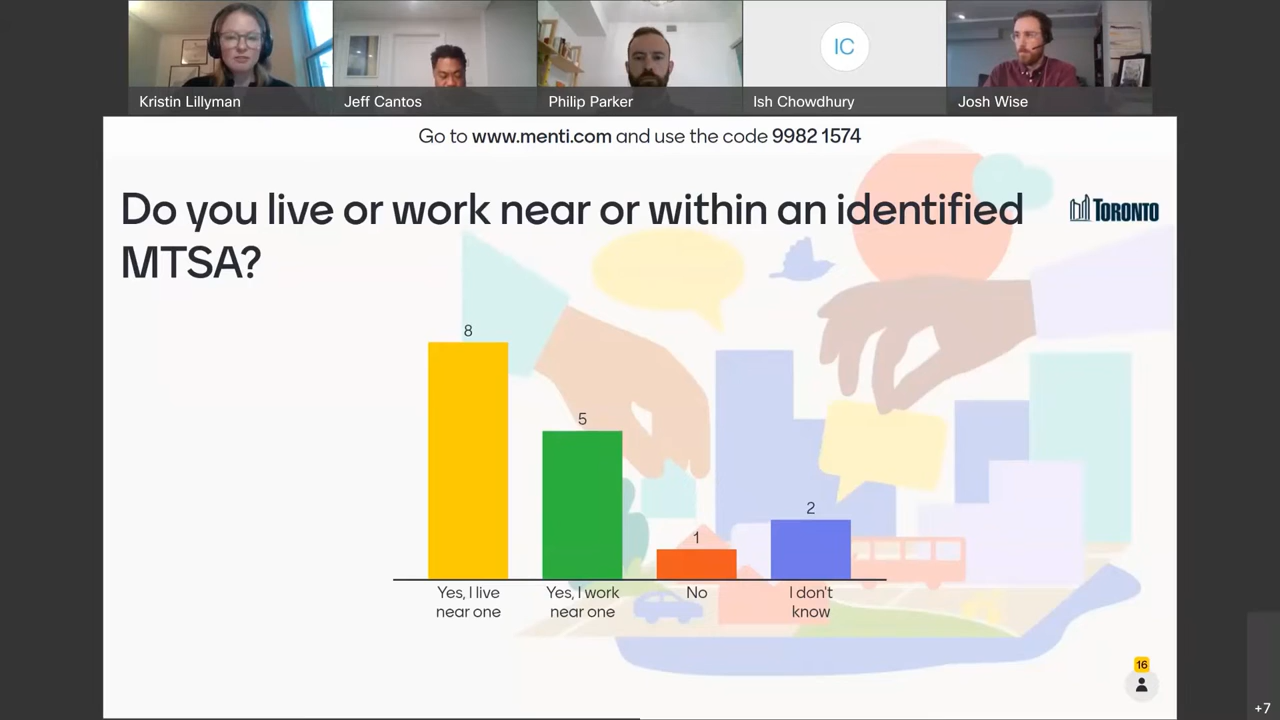 Kristin Lillyman
Jeff Cantos
Philip Parker
IC
Ish Chowdhury
Josh Wise
Go to www.menti.com and use the code 9982 1574
Do you live or work near or within an identified
MTSA?
TORONTO
8
5
1
2
Yes, I live
near one
Yes, I work
near one
No
I don't
know
16
+7